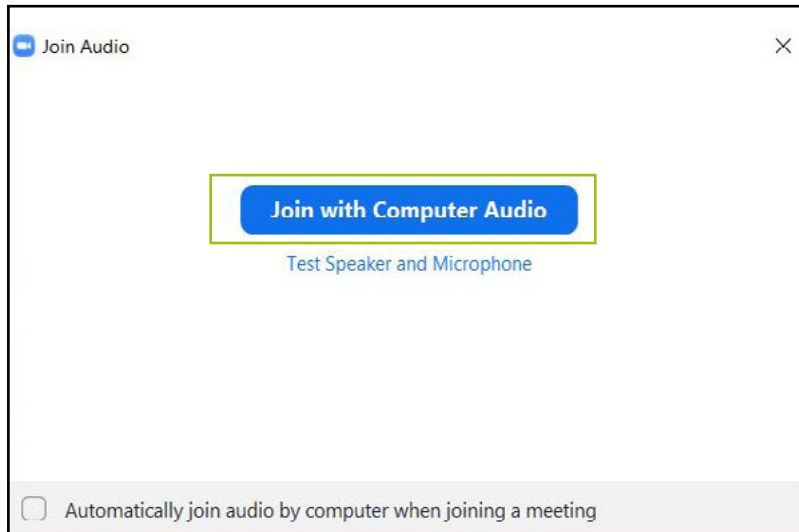 Join Audio
Join with Computer Audio
Test Speaker and Microphone
Automatically join audio by computer when joining a meeting